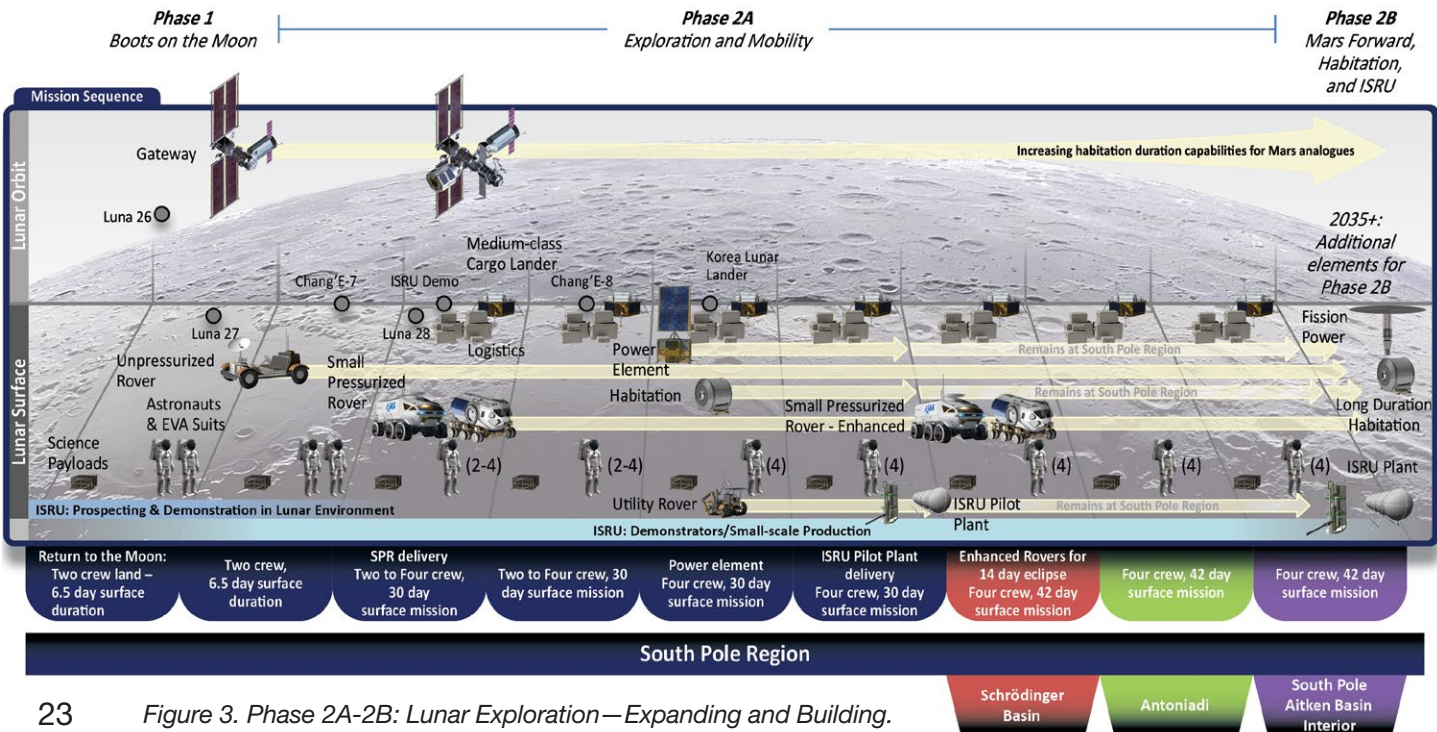 Phase 1
Boots on the Moon
Phase 2A
Exploration and Mobility
Phase 2B
Mars Forward,
Habitation,
and ISRU
Mission Sequence
Lunar Orbit
Gateway
Increasing habitation duration capabilities for Mars analogues
Luna 26
2035+:
Additional
elements for
Phase 2B
Medium-class
Cargo Lander
Korea Lunar
Lander
Chang'E-7
ISRU Demo
Chang'E-8
Lunar Surface
Luna 27
Luna 28
Logistics
Fission
Power
Unpressurized
Rover
Small
Pressurized
Rover
Power
Element
Remains at South Pole Region
Habitation
Remains at South Pole Region
Astronauts
& EVA Suits
Small Pressurized
Rover - Enhanced
Long Duration
Habitation
Science
Payloads
(2-4)
(2-4)
(4)
(4)
(4)
(4)
(4)
ISRU Plant
Utility Rover
ISRU Pilot
Plant
Remains at South Pole Region
ISRU: Prospecting & Demonstration in Lunar Environment
ISRU: Demonstrators/Small-scale Production
Return to the Moon:
Two crew land –
6.5 day surface
duration
Two crew,
6.5 day surface
duration
SPR delivery
Two to Four crew,
30 day
surface mission
Two to Four crew, 30
day surface mission
Power element
Four crew, 30 day
surface mission
ISRU Pilot Plant
delivery
Four crew, 30 day
surface mission
Enhanced Rovers for
14 day eclipse
Four crew, 42 day
surface mission
Four crew, 42 day
surface mission
Four crew, 42 day
surface mission
South Pole Region
Schrödinger
Basin
Antoniadi
South Pole
Aitken Basin
Interior
23
Figure 3. Phase 2A-2B: Lunar Exploration—Expanding and Building.